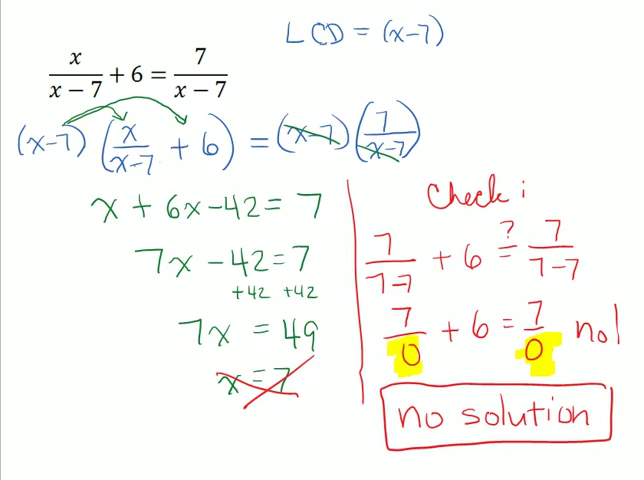 LCD = (x-7)
x/(x − 7) + 6 = 7/(x − 7)
(x-7) (x/(x-7) + 6) = (x-7) (7/(x-7))
x + 6x - 42 = 7
7x - 42 = 7
+42 +42
7x = 49
x = 7
Check:
7/(7-7) + 6 ?= 7/(7-7)
7/0 + 6 = 7/0 no!
no solution